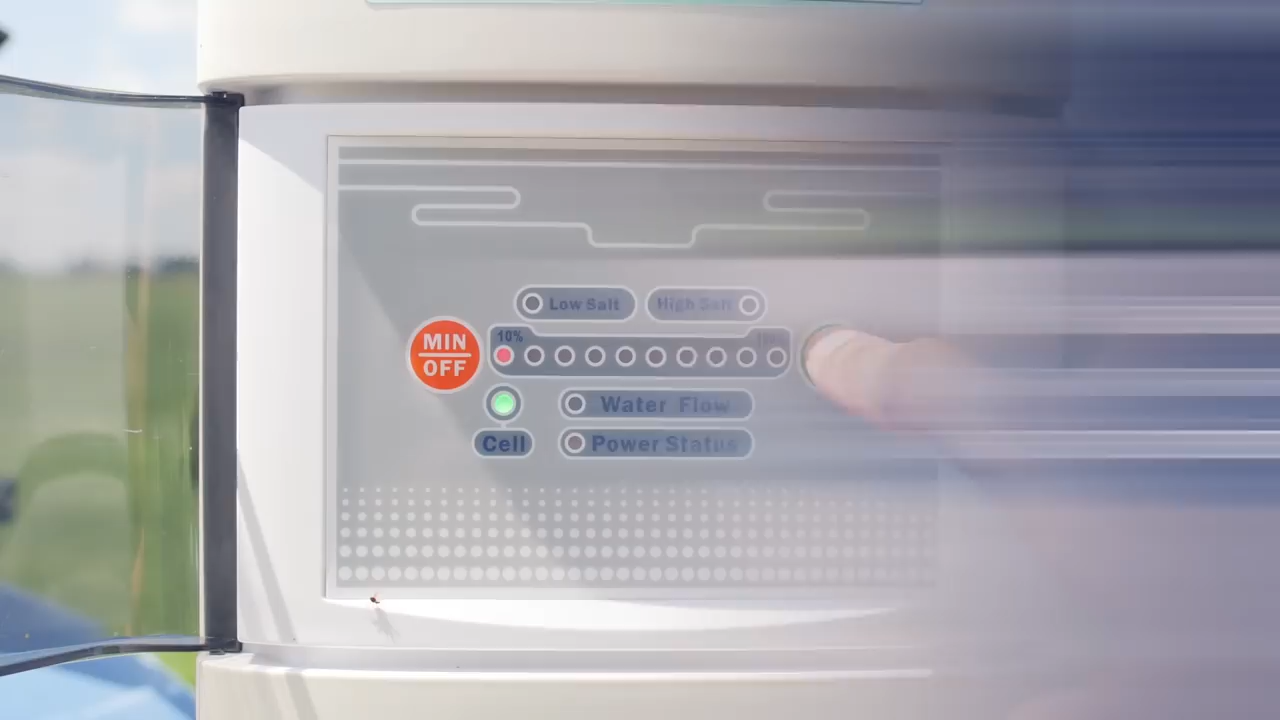 Low Salt
High Salt
MIN
OFF
10%
Water Flow
Cell
Power Status